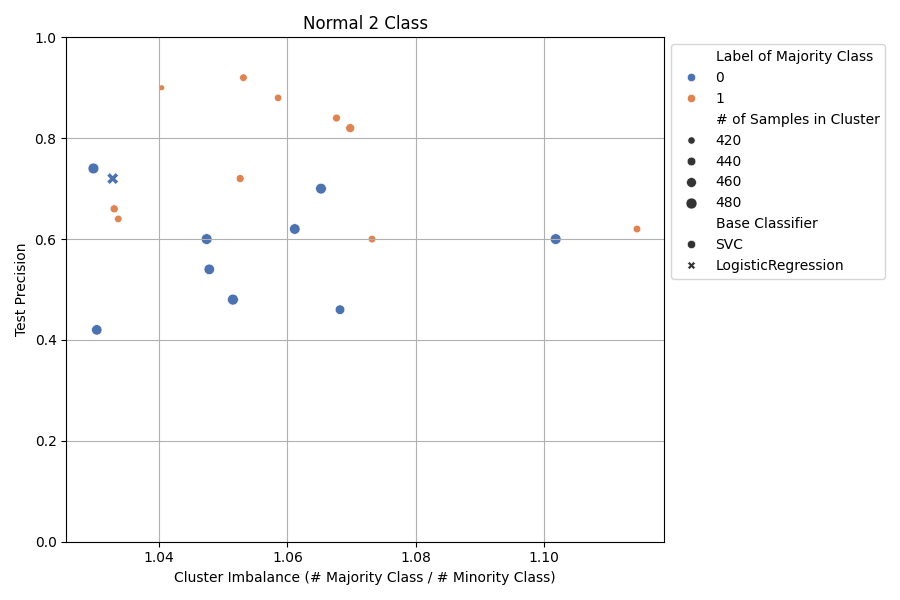 Normal 2 Class
1.0
0.8
0.6
0.4
0.2
0.0
Test Precision
1.04
1.06
1.08
1.10
Cluster Imbalance (# Majority Class / # Minority Class)
Label of Majority Class
0
1
# of Samples in Cluster
420
440
460
480
Base Classifier
SVC
LogisticRegression